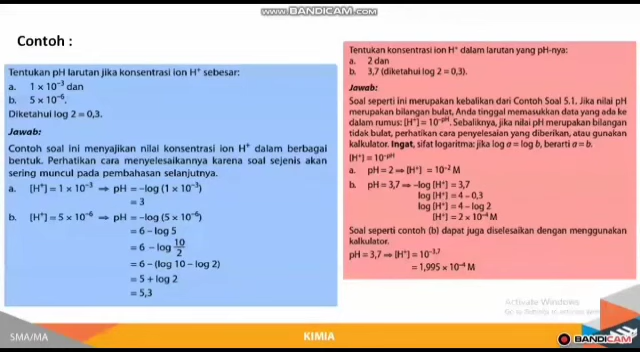 www.BANDICAM.com
Contoh :
Tentukan pH larutan jika konsentrasi ion H⁺ sebesar:
a. 1 × 10⁻³ dan
b. 5 × 10⁻⁶.
Diketahui log 2 = 0,3.
Jawab:
Contoh soal ini menyajikan nilai konsentrasi ion H⁺ dalam berbagai
bentuk. Perhatikan cara menyelesaikannya karena soal sejenis akan
sering muncul pada pembahasan selanjutnya.
a. [H⁺] = 1 × 10⁻³ ⇒ pH = –log (1 × 10⁻³)
= 3
b. [H⁺] = 5 × 10⁻⁶ ⇒ pH = –log (5 × 10⁻⁶)
= 6 – log 5
= 6 – log 10/2
= 6 – (log 10 – log 2)
= 5 + log 2
= 5,3
Tentukan konsentrasi ion H⁺ dalam larutan yang pH-nya:
a. 2 dan
b. 3,7 (diketahui log 2 = 0,3).
Jawab:
Soal seperti ini merupakan kebalikan dari Contoh Soal 5.1. Jika nilai pH
merupakan bilangan bulat, Anda tinggal memasukkan data yang ada ke
dalam rumus: [H⁺] = 10⁻ᵖᴴ. Sebaliknya, jika nilai pH merupakan bilangan
tidak bulat, perhatikan cara penyelesaian yang diberikan, atau gunakan
kalkulator. Ingat, sifat logaritma: jika log a = log b, berarti a = b.
[H⁺] = 10⁻ᵖᴴ
a. pH = 2 ⇒ [H⁺] = 10⁻² M
b. pH = 3,7 ⇒ –log [H⁺] = 3,7
log [H⁺] = 4 – 0,3
log [H⁺] = 4 – log 2
[H⁺] = 2 × 10⁻⁴ M
Soal seperti contoh (b) dapat juga diselesaikan dengan menggunakan
kalkulator.
pH = 3,7 ⇒ [H⁺] = 10⁻³·⁷
= 1,995 × 10⁻⁴ M
Activate Windows
Go to Settings to activate
SMA/MA
KIMIA
BANDICAM